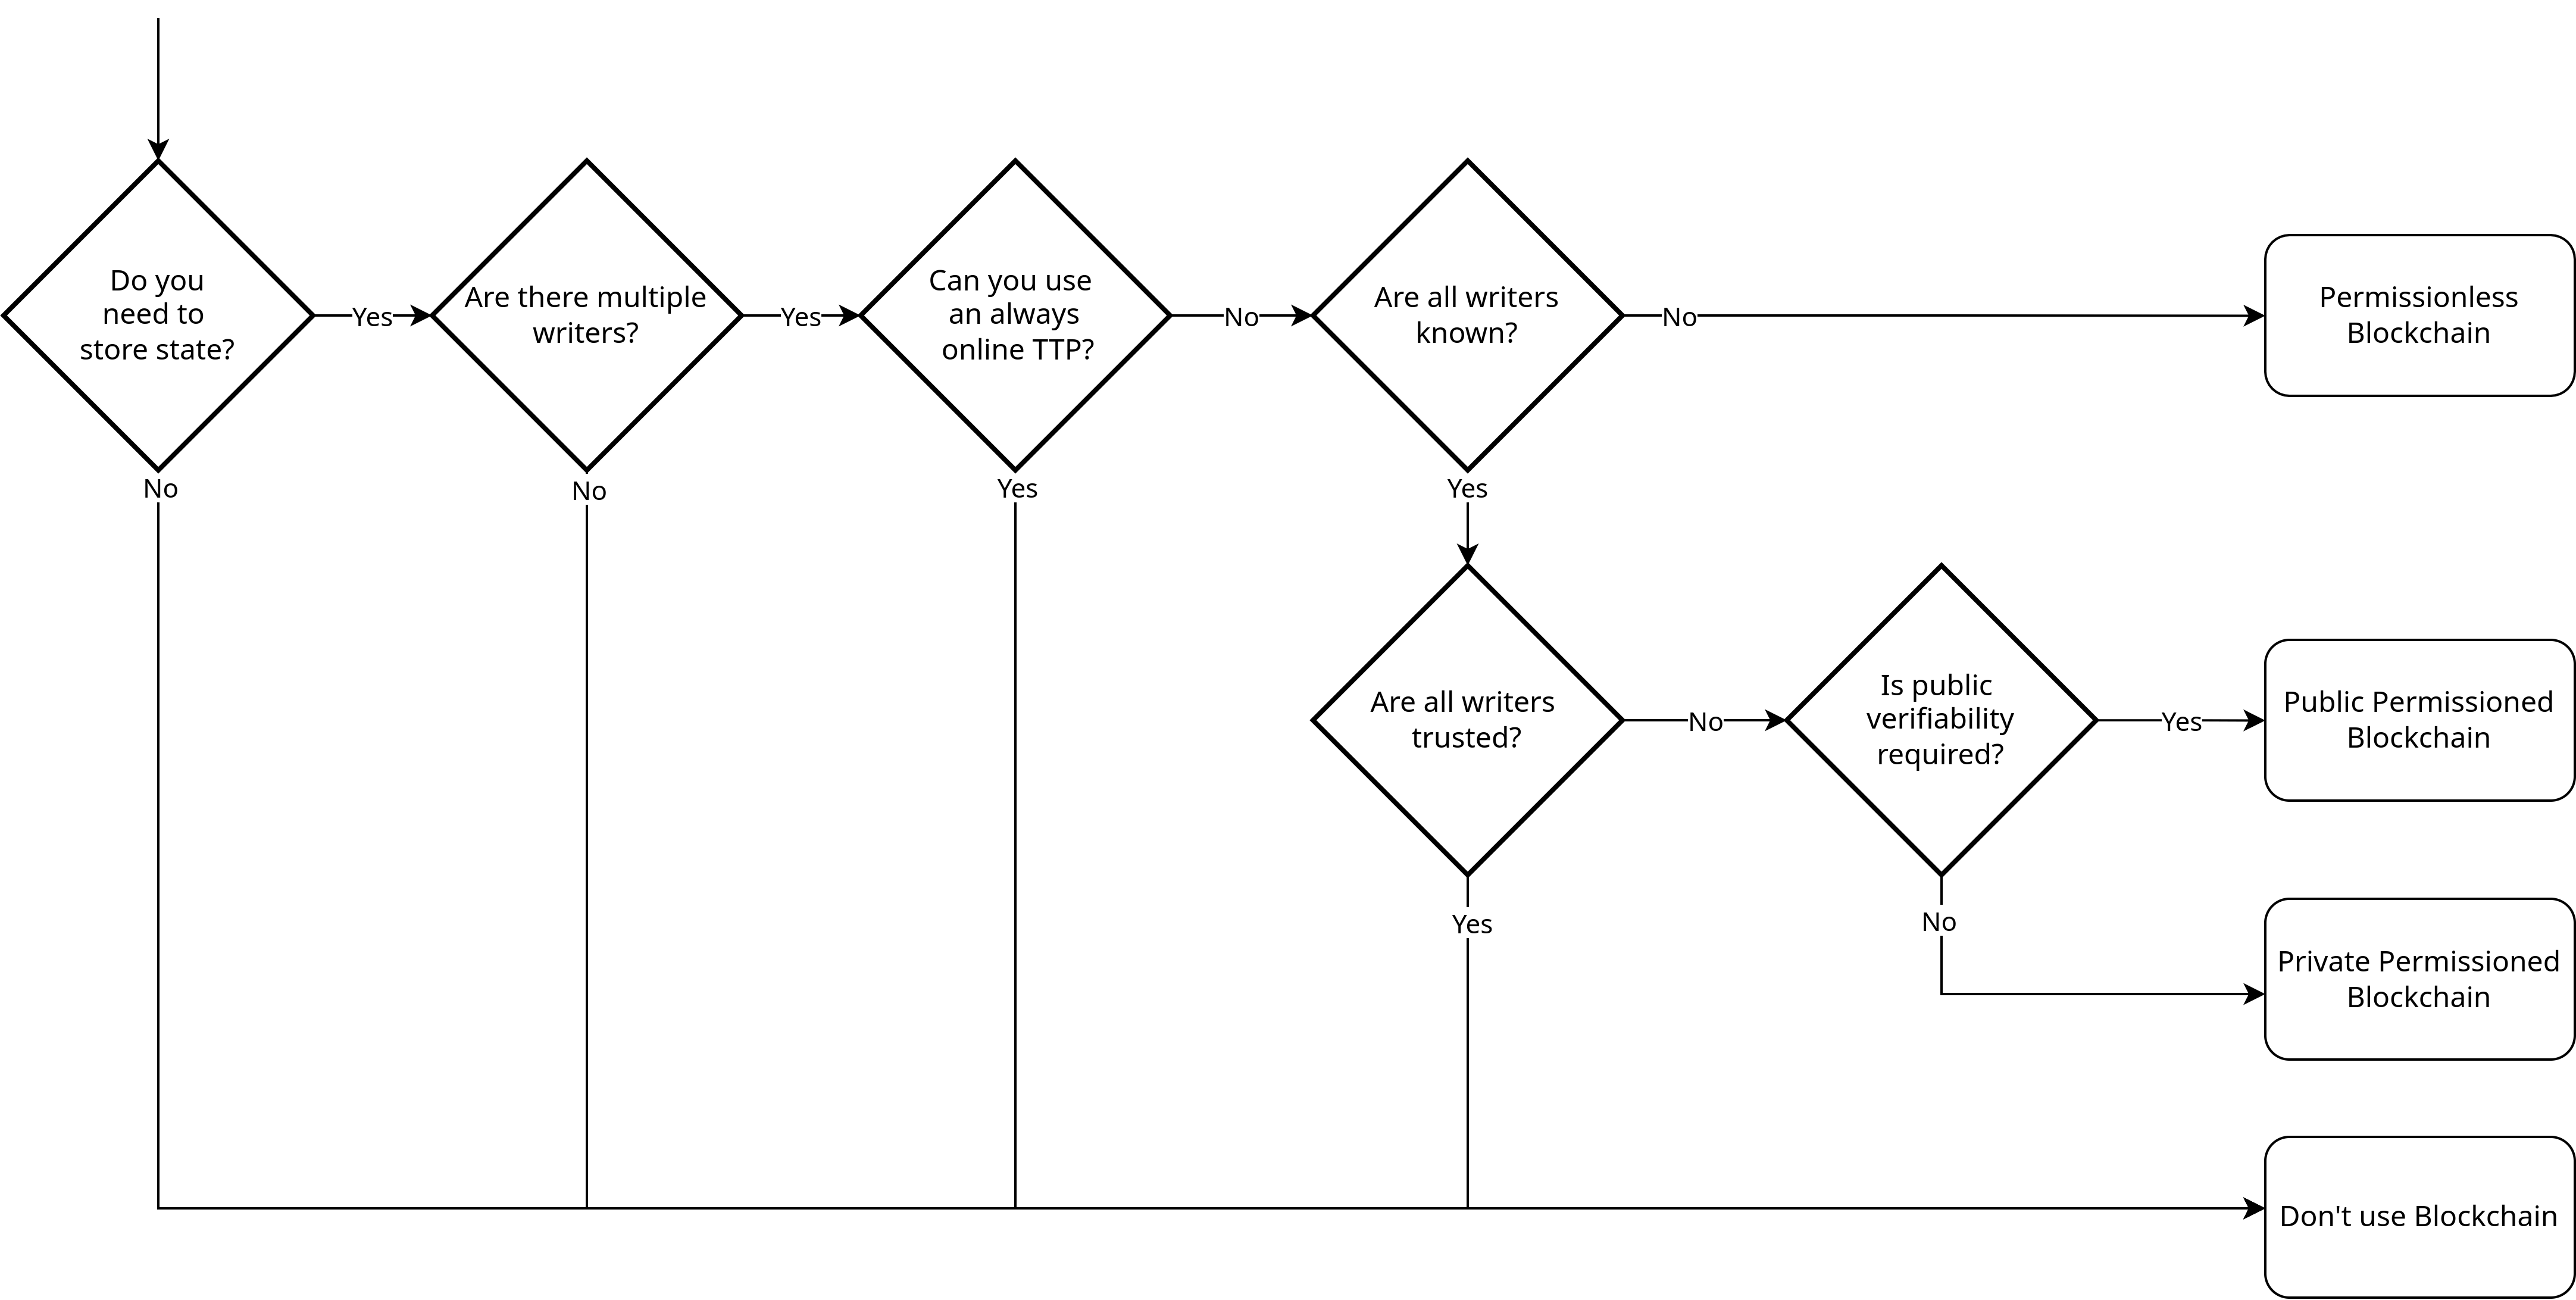 Do you
need to
store state?
Yes
Are there multiple
writers?
Yes
Can you use
an always
online TTP?
No
Are all writers
known?
No
Permissionless
Blockchain
No
No
Yes
Yes
Are all writers
trusted?
No
Is public
verifiability
required?
Yes
Public Permissioned
Blockchain
Yes
No
Private Permissioned
Blockchain
Don't use Blockchain